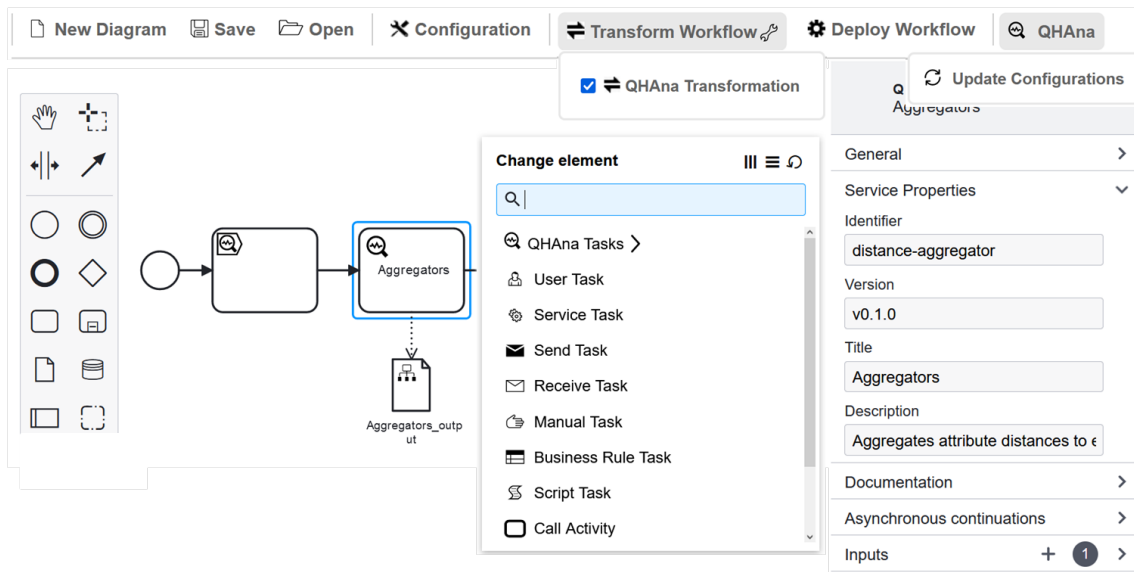 New Diagram Save Open Configuration Transform Workflow Deploy Workflow QHAna
QHAna Transformation
Update Configurations
Q
Aggregators
Change element
QHAna Tasks
User Task
Service Task
Send Task
Receive Task
Manual Task
Business Rule Task
Script Task
Call Activity
Aggregators
Aggregators_outp
ut
General
Service Properties
Identifier
distance-aggregator
Version
v0.1.0
Title
Aggregators
Description
Aggregates attribute distances to e
Documentation
Asynchronous continuations
Inputs 1